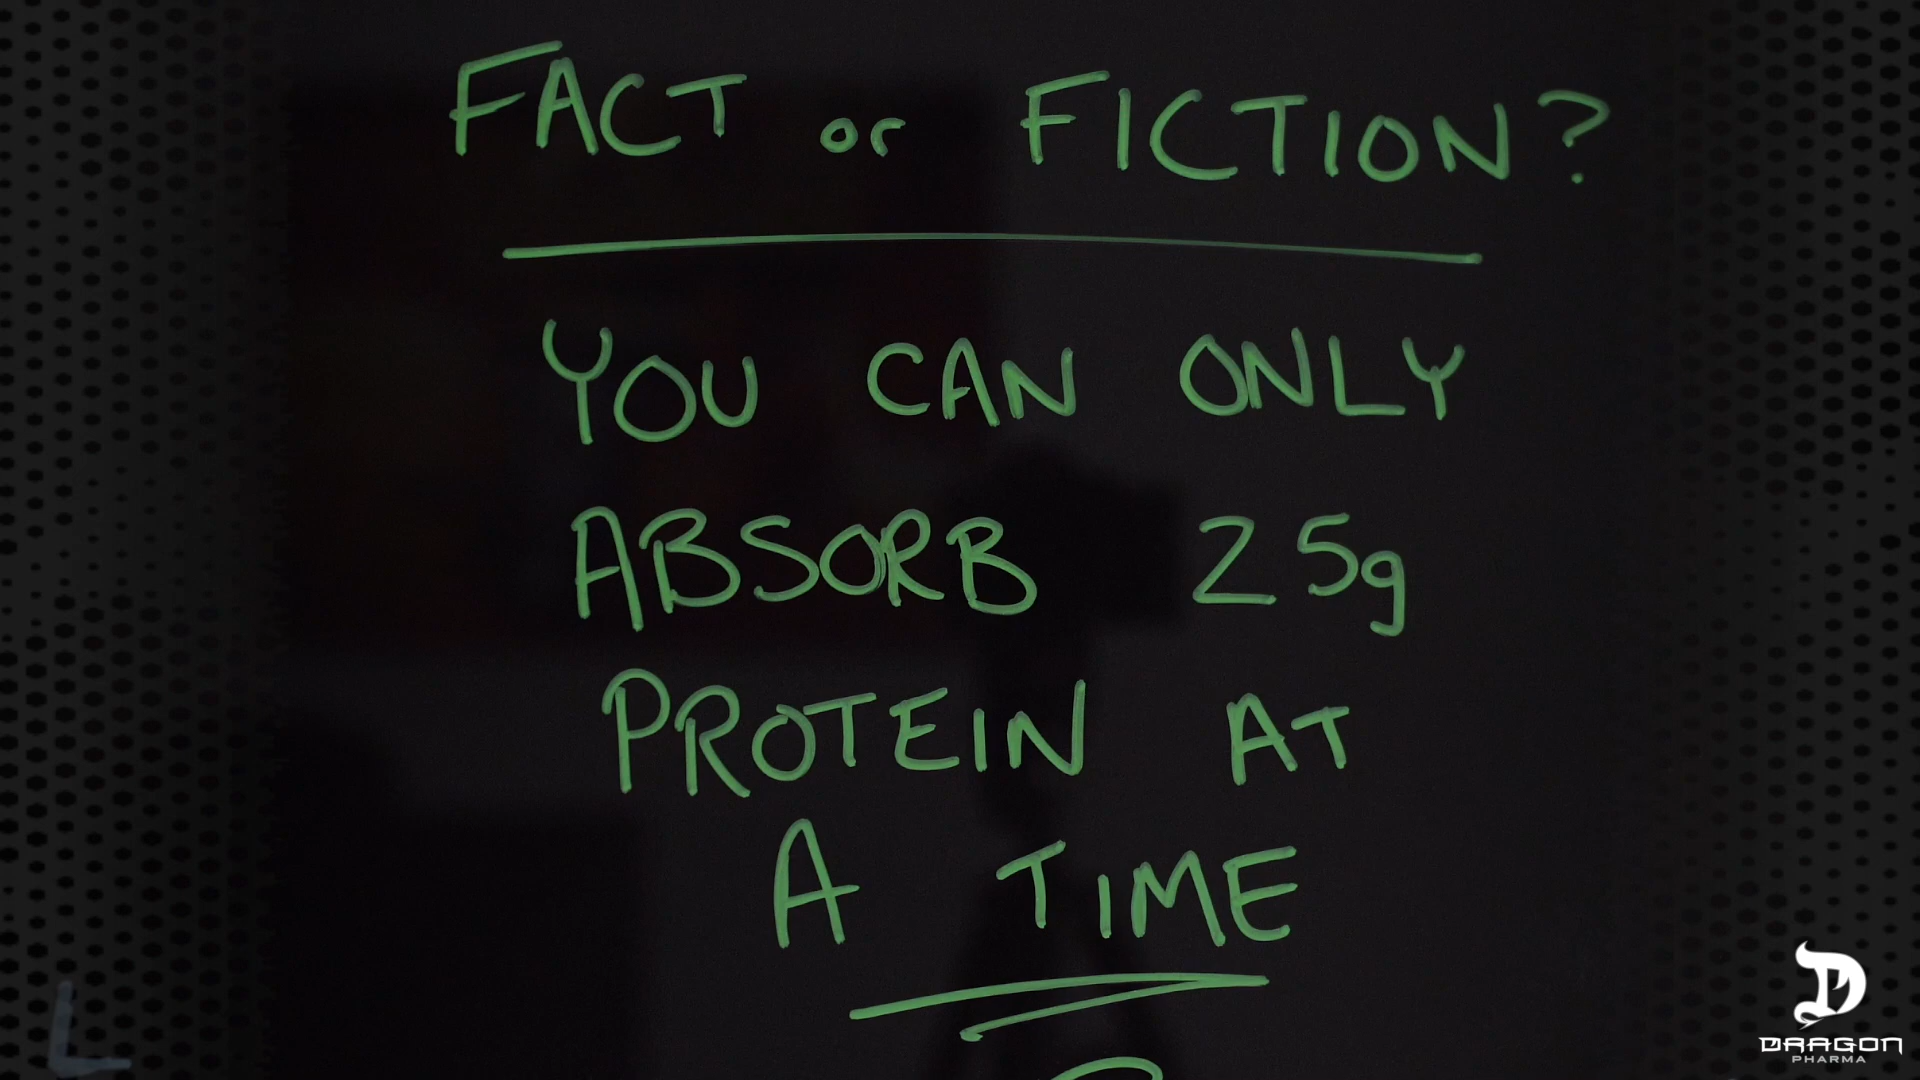 FACT or FICTION?
YOU CAN ONLY
ABSORB 25g
PROTEIN AT
A TIME
DRAGON
PHARMA